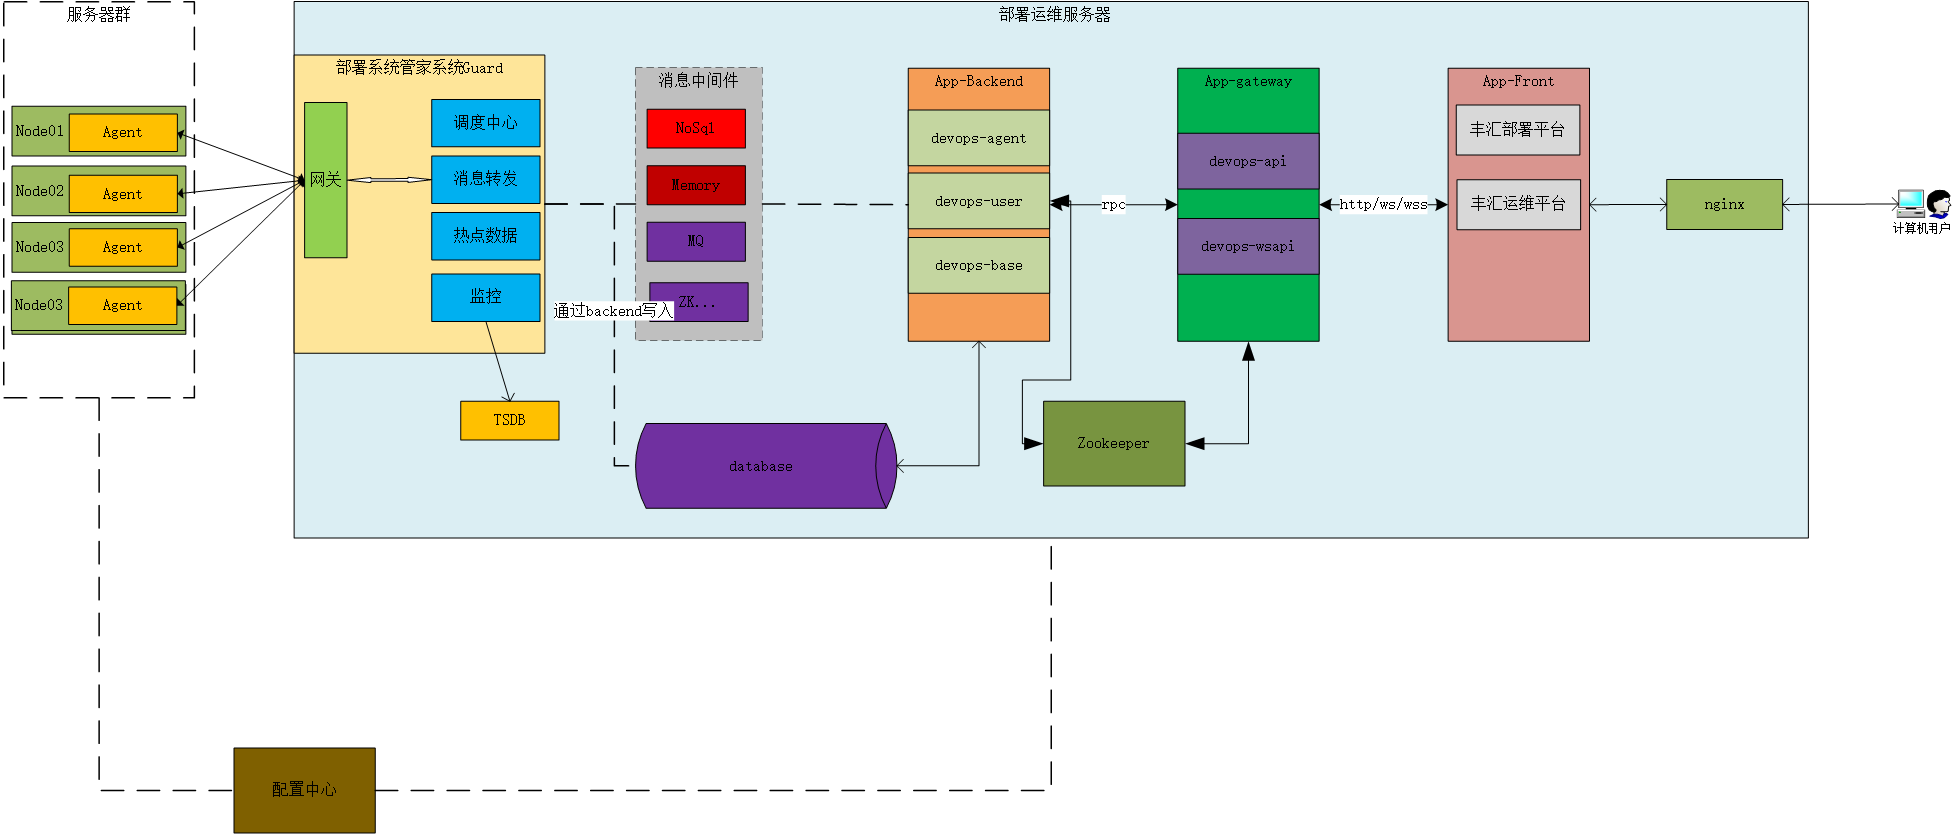 服务器群
Node01
Agent
Node02
Agent
Node03
Agent
Node03
Agent
部署运维服务器
部署系统管家系统Guard
网关
调度中心
消息转发
热点数据
监控
TSDB
消息中间件
NoSql
Memory
MQ
ZK...
通过backend写入
database
App-Backend
devops-agent
devops-user
devops-base
rpc
Zookeeper
App-gateway
devops-api
devops-wsapi
http/ws/wss
App-Front
丰汇部署平台
丰汇运维平台
nginx
计算机用户
配置中心